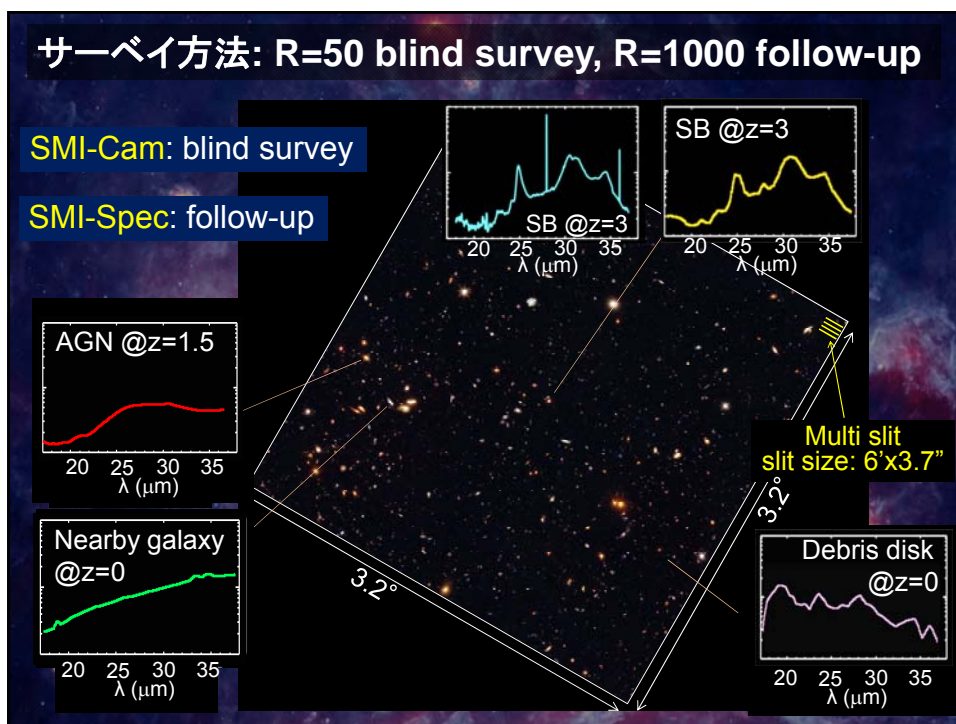 サーベイ方法: R=50 blind survey, R=1000 follow-up
SMI-Cam: blind survey
SMI-Spec: follow-up
SB @z=3
20 25 30 35
λ (μm)
SB @z=3
20 25 30 35
λ (μm)
AGN @z=1.5
20 25 30 35
λ (μm)
Multi slit
slit size: 6’x3.7”
3.2°
3.2°
Nearby galaxy
@z=0
20 25 30 35
λ (μm)
Debris disk
@z=0
20 25 30 35
λ (μm)